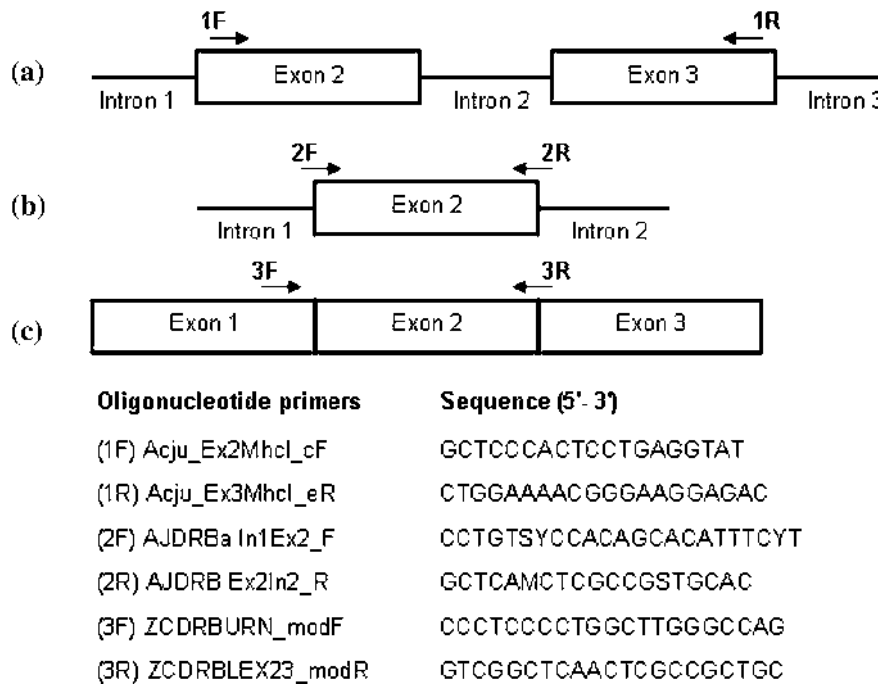 1F 1R
(a) Exon 2 Exon 3
Intron 1 Intron 2 Intron 3
2F 2R
(b) Exon 2
Intron 1 Intron 2
3F 3R
(c) Exon 1 Exon 2 Exon 3
Oligonucleotide primers Sequence (5'- 3')
(1F) Acju_Ex2MhcI_cF GCTCCCACTCCTGAGGTAT
(1R) Acju_Ex3MhcI_eR CTGGAAAACGGGAAGGAGAC
(2F) AJDRBa In1Ex2_F CCTGTSYCCACAGCACATTTCYT
(2R) AJDRB Ex2In2_R GCTCAMCTCGCCGSTGCAC
(3F) ZCDRBURN_modF CCCTCCCCTGGCTTGGGCCAG
(3R) ZCDRBLEX23_modR GTCGGCTCAACTCGCCGCTGC